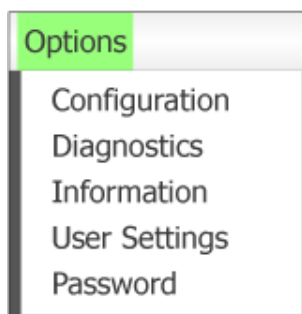 Options
Configuration
Diagnostics
Information
User Settings
Password